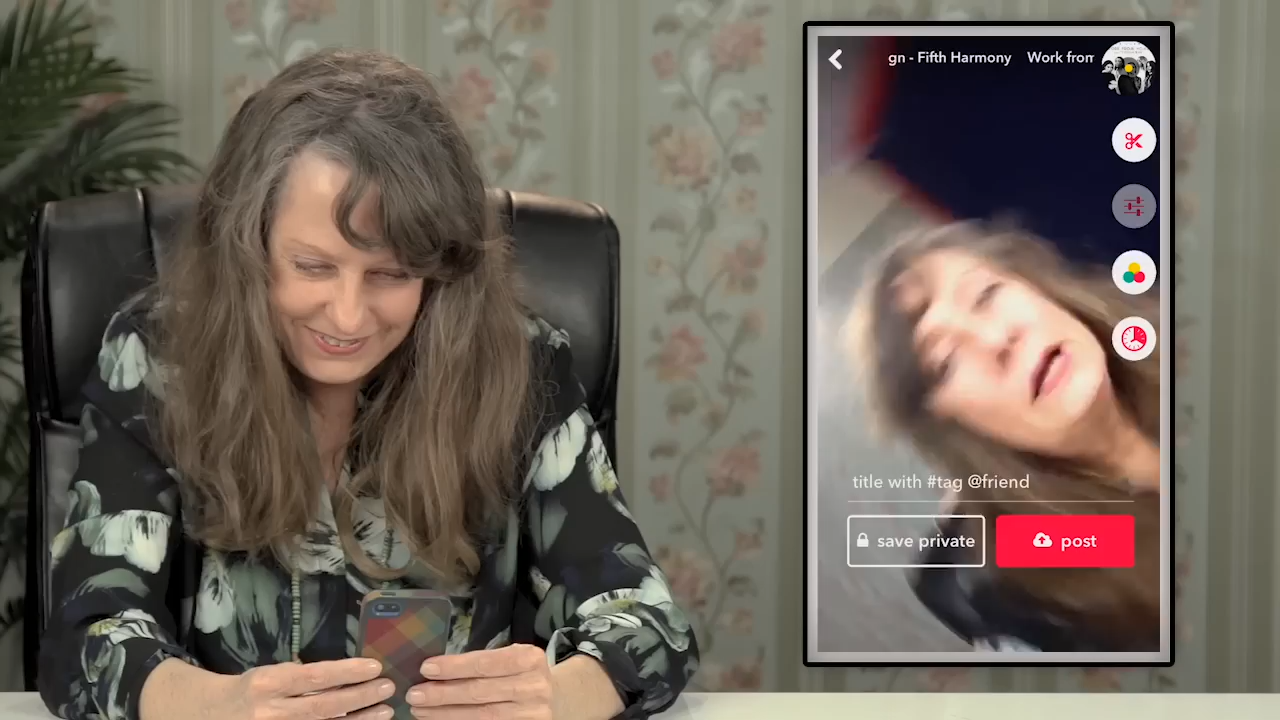 gn - Fifth Harmony Work from
title with #tag @friend
save private
post